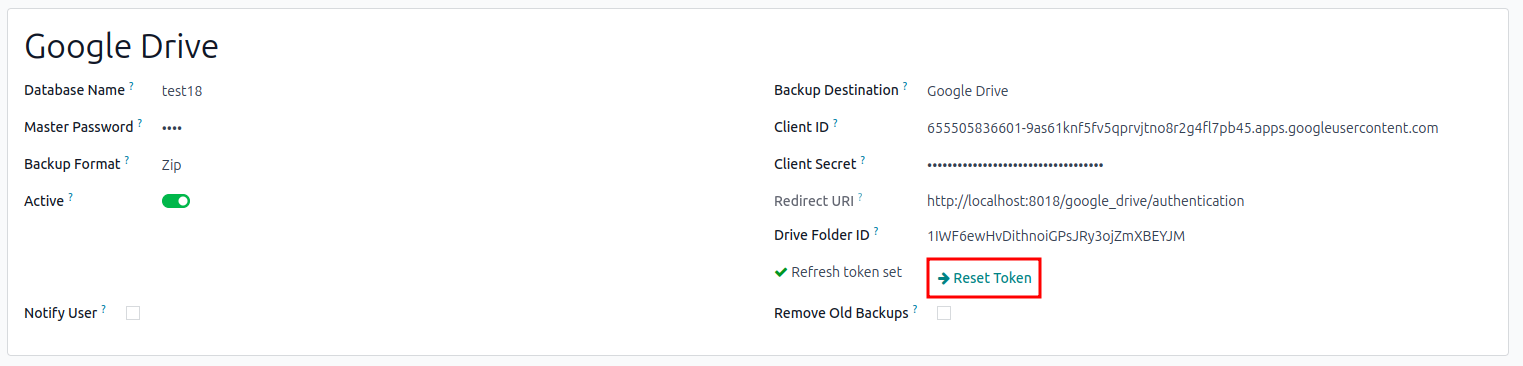 Google Drive
Database Name ? test18
Master Password ? ••••
Backup Format ? Zip
Active ?
Notify User ?
Backup Destination ? Google Drive
Client ID ? 655505836601-9as61knf5fv5qprvjtno8r2g4fl7pb45.apps.googleusercontent.com
Client Secret ? •••••••••••••••••••••••••••••••••••
Redirect URI ? http://localhost:8018/google_drive/authentication
Drive Folder ID ? 1IWF6ewHvDithnoiGPsJRy3ojZmXBEYJM
Refresh token set Reset Token
Remove Old Backups ?